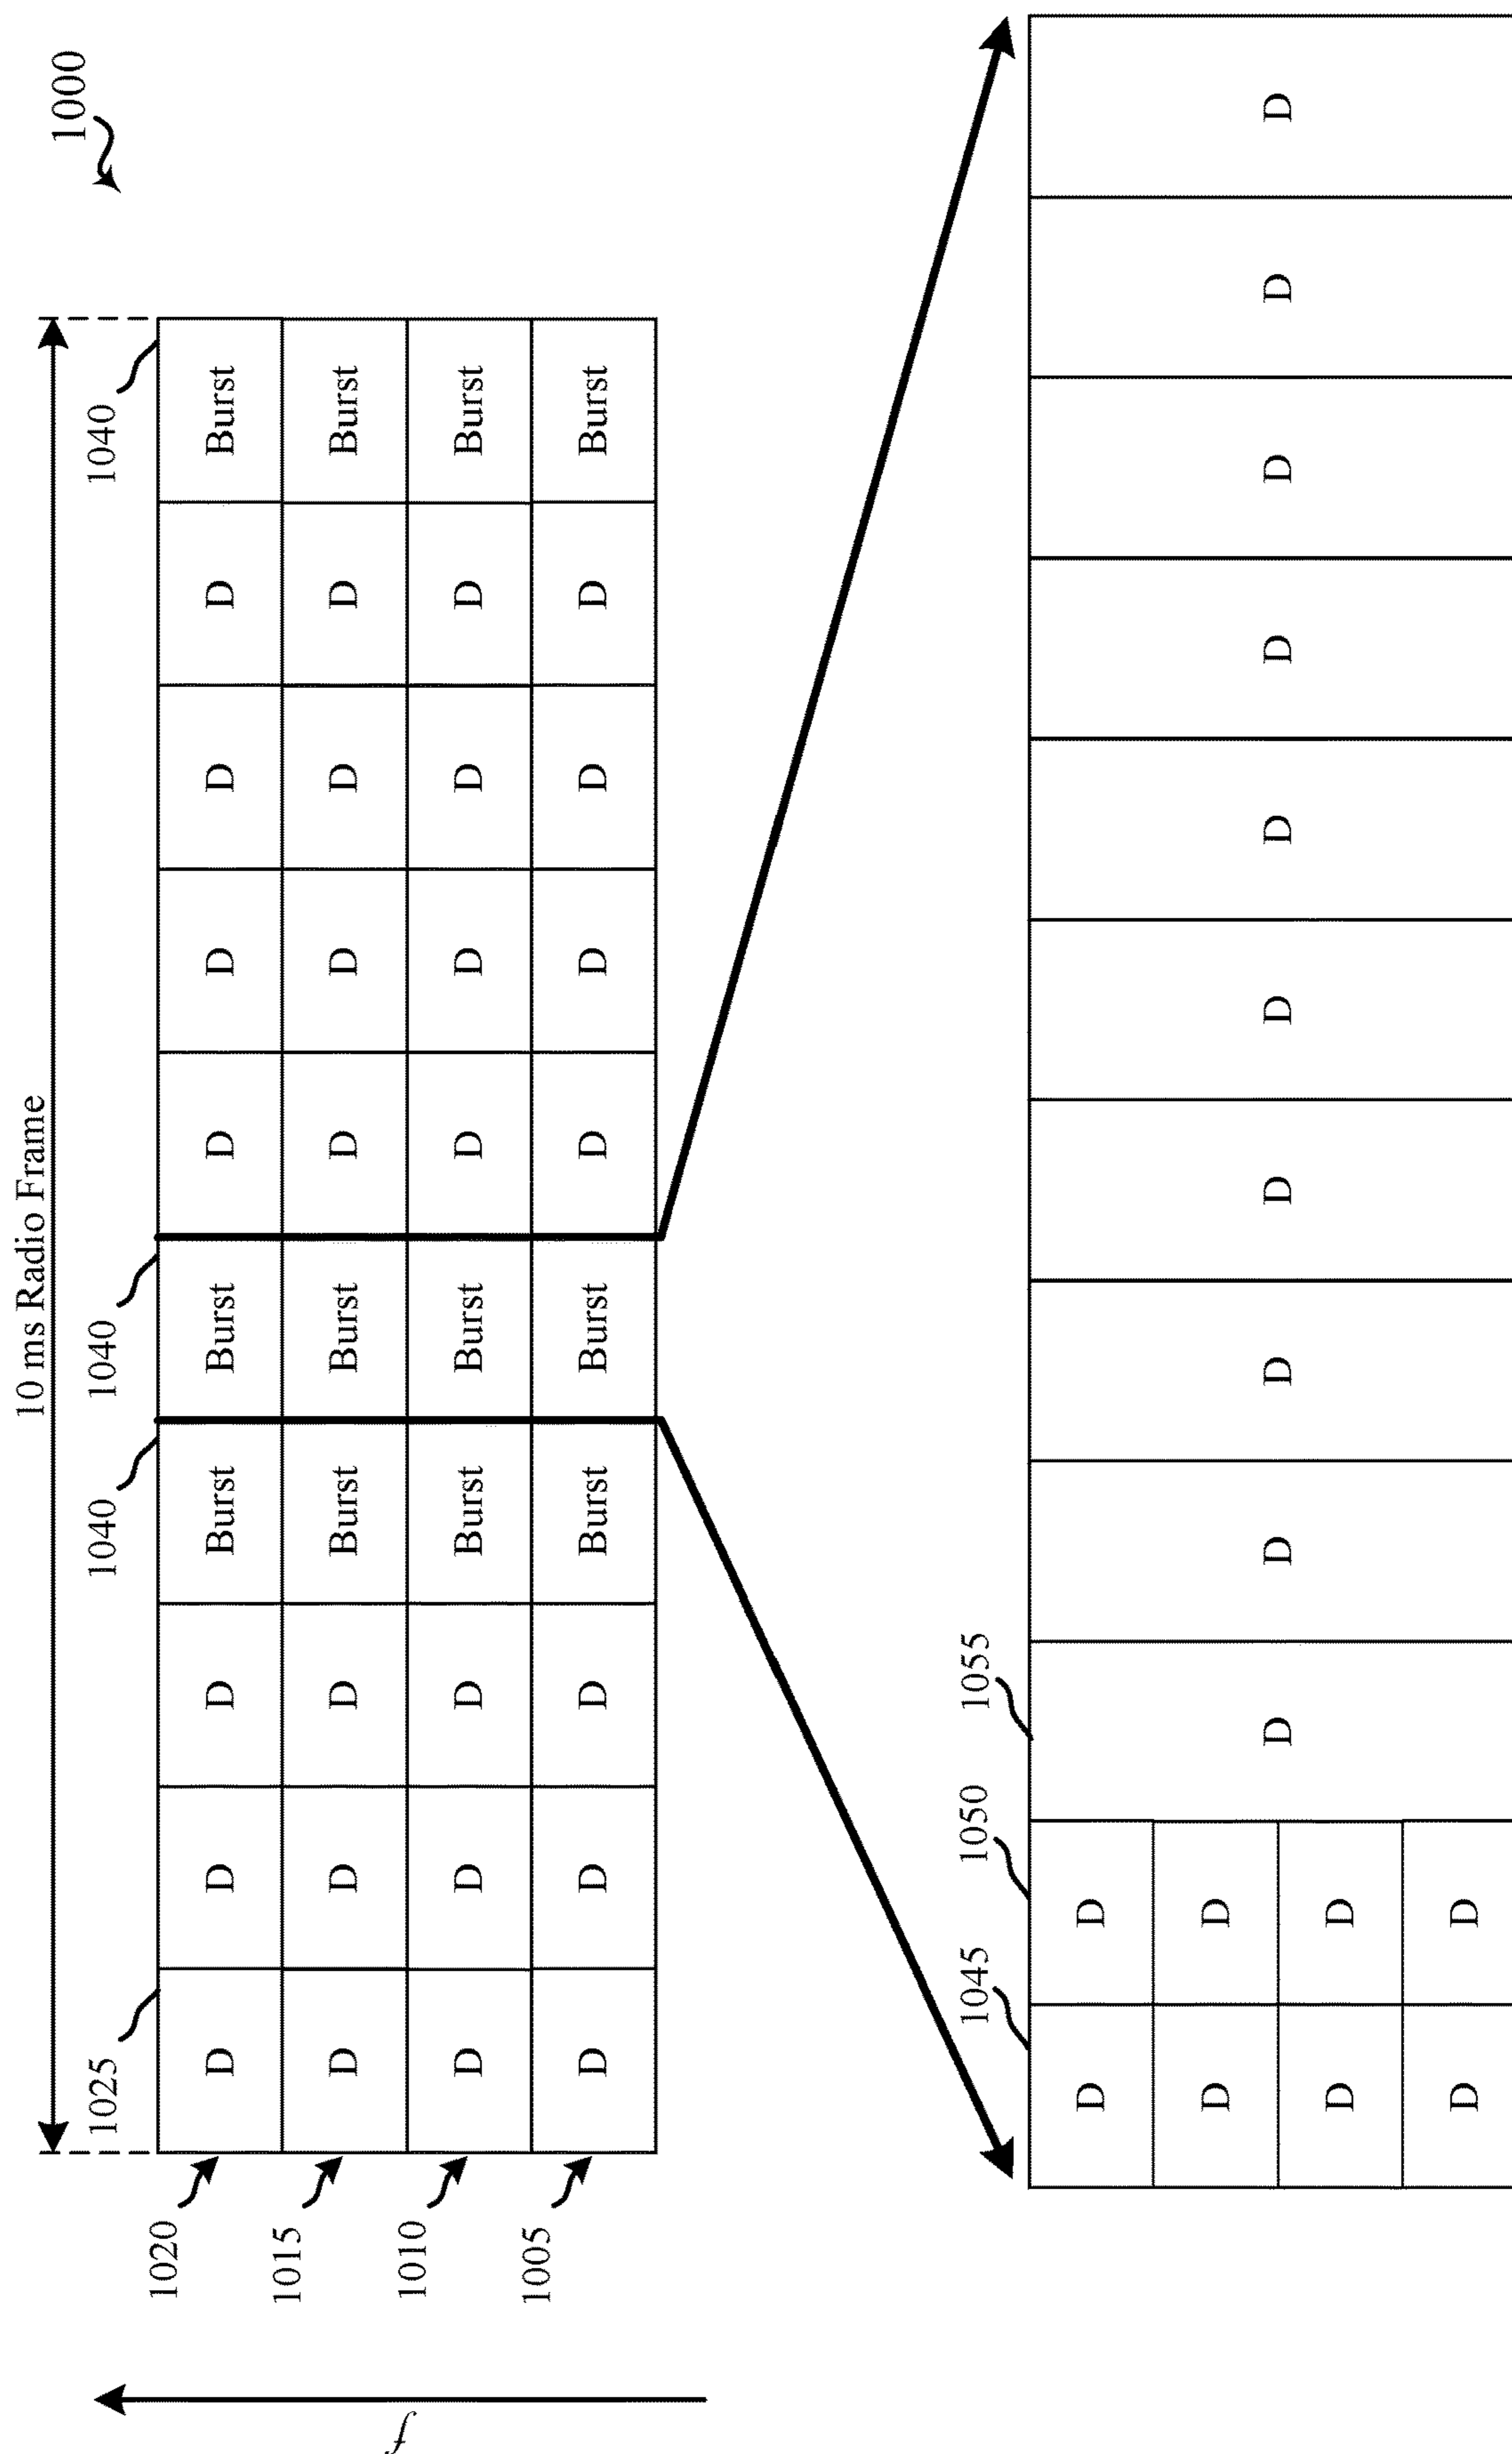 10 ms Radio Frame
1000
1025 1040 1040 1040
1020 D D D Burst Burst D D D D Burst
1015 D D D Burst Burst D D D D Burst
f
1010 D D D Burst Burst D D D D Burst
1005 D D D Burst Burst D D D D Burst
1045 1050 1055
D D
D D
D D D D D D D D D D
D D
D D